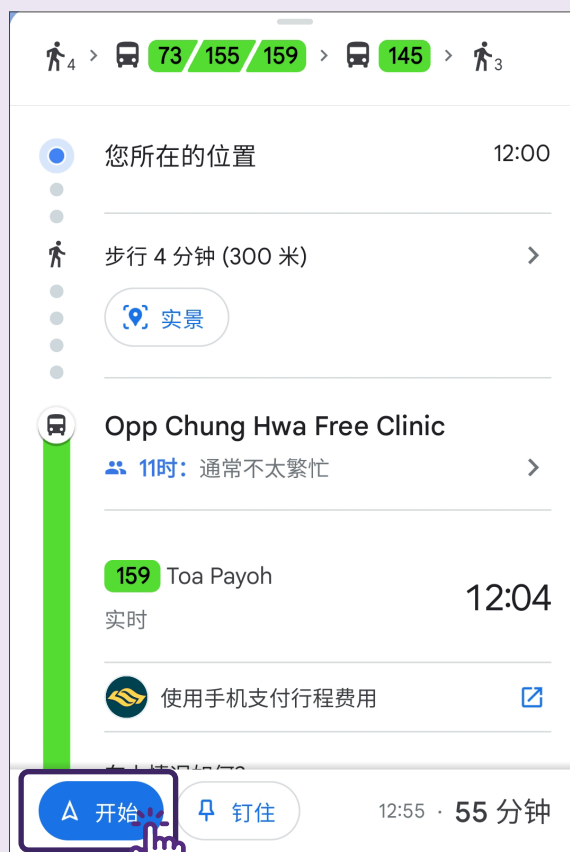 4 73 155 159 145 3
您所在的位置 12:00
步行 4 分钟 (300 米)
实景
Opp Chung Hwa Free Clinic
11时：通常不太繁忙
159 Toa Payoh
12:04
实时
使用手机支付行程费用
开始 钉住 12:55 · 55 分钟